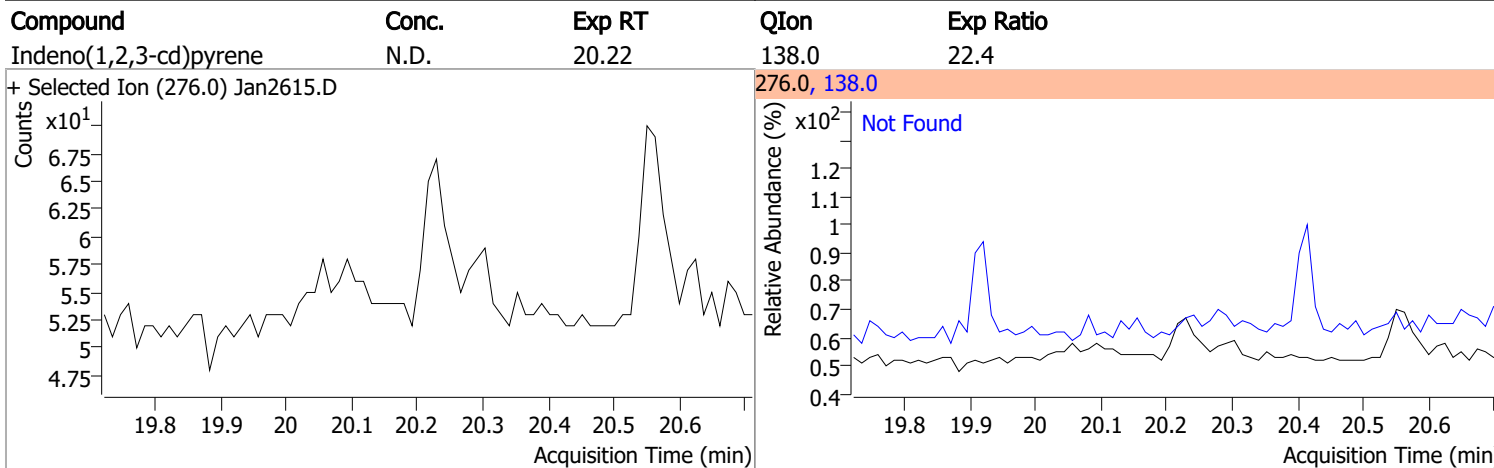 Compound Conc. Exp RT QIon Exp Ratio
Indeno(1,2,3-cd)pyrene N.D. 20.22 138.0 22.4
+ Selected Ion (276.0) Jan2615.D
Counts
x10¹
6.75
6.5
6.25
6
5.75
5.5
5.25
5
4.75
19.8 19.9 20 20.1 20.2 20.3 20.4 20.5 20.6
Acquisition Time (min)
276.0, 138.0
Relative Abundance (%)
x10²
Not Found
1.2
1.1
1
0.9
0.8
0.7
0.6
0.5
0.4
19.8 19.9 20 20.1 20.2 20.3 20.4 20.5 20.6
Acquisition Time (min